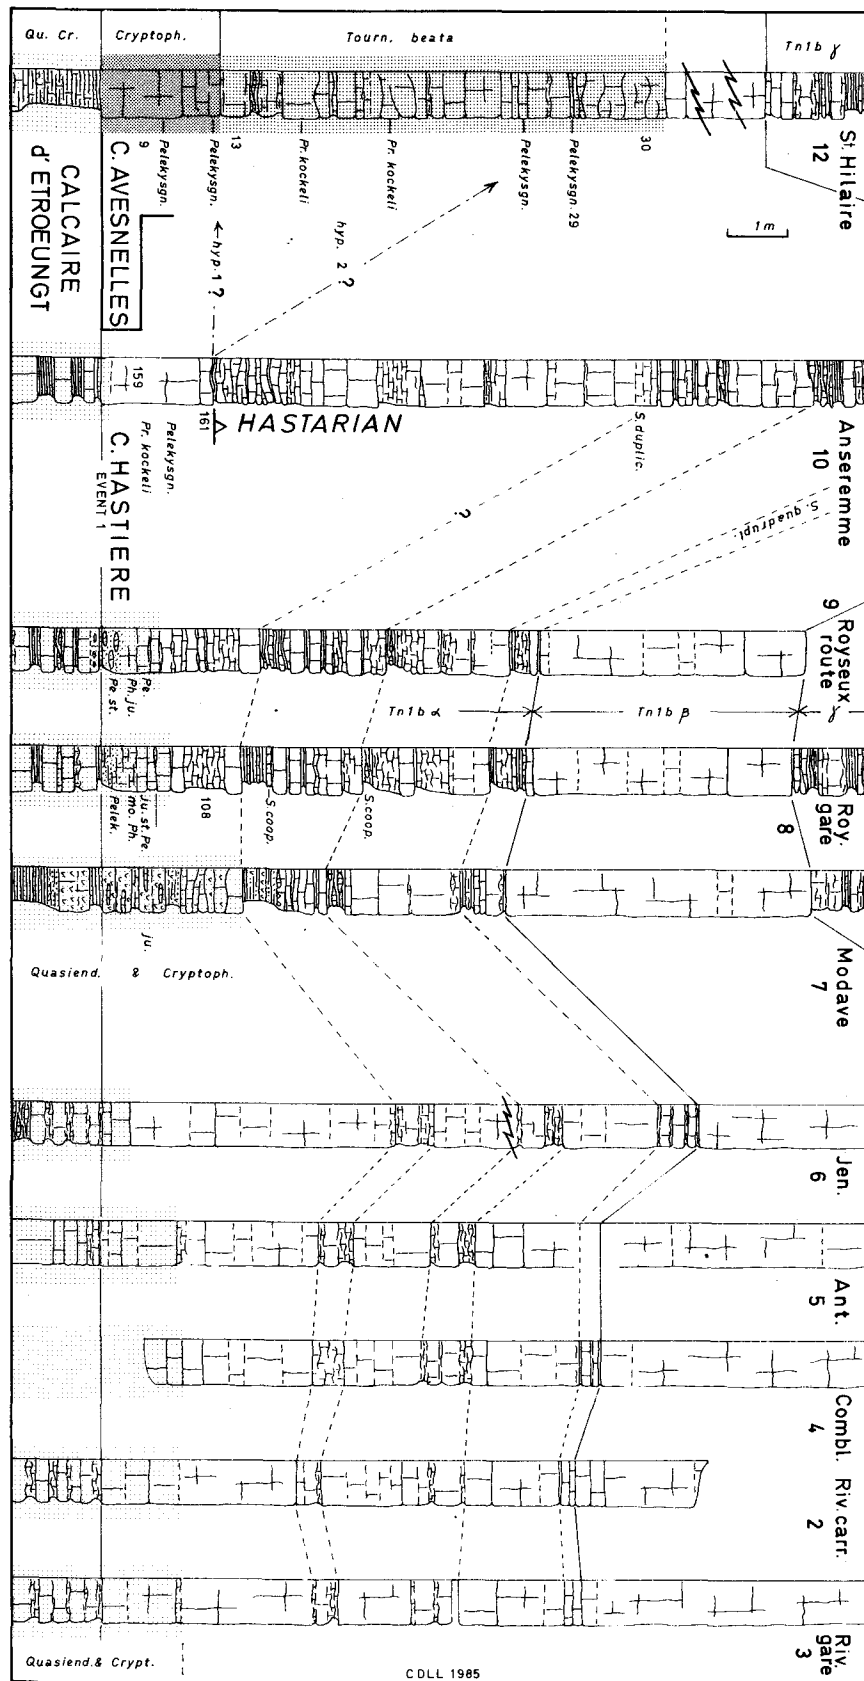 Qu. Cr.
Cryptoph.
Tourn. beata
Tn1b γ
St. Hilaire
12
1m
9
Pelekysgn.
Pelekysgn.
13
Pr. kockeli
Pr. kockeli
Pelekysgn.
Pelekysgn. 29
30
CALCAIRE
d'ETROEUNGT
C. AVESNELLES
hyp.1 ?
hyp. 2 ?
159
161
HASTARIAN
Anseremme
10
S. duplic.
Pelekysgn.
Pr. kockeli
C. HASTIERE
EVENT 1
?
S. quadrupl.
Royseux
route
9
Pe.
Ph. ju.
Pe. st.
Tn1b α
Tn1b β
γ
Roy.
gare
8
ju. st. Pe.
mo. Ph.
Pelek.
108
S. coop.
S. coop.
ju.
Modave
7
Quasiend. & Cryptoph.
Jen.
6
Ant.
5
Combl.
4
Riv. carr.
2
Riv.
gare
3
Quasiend. & Crypt.
CDLL 1985